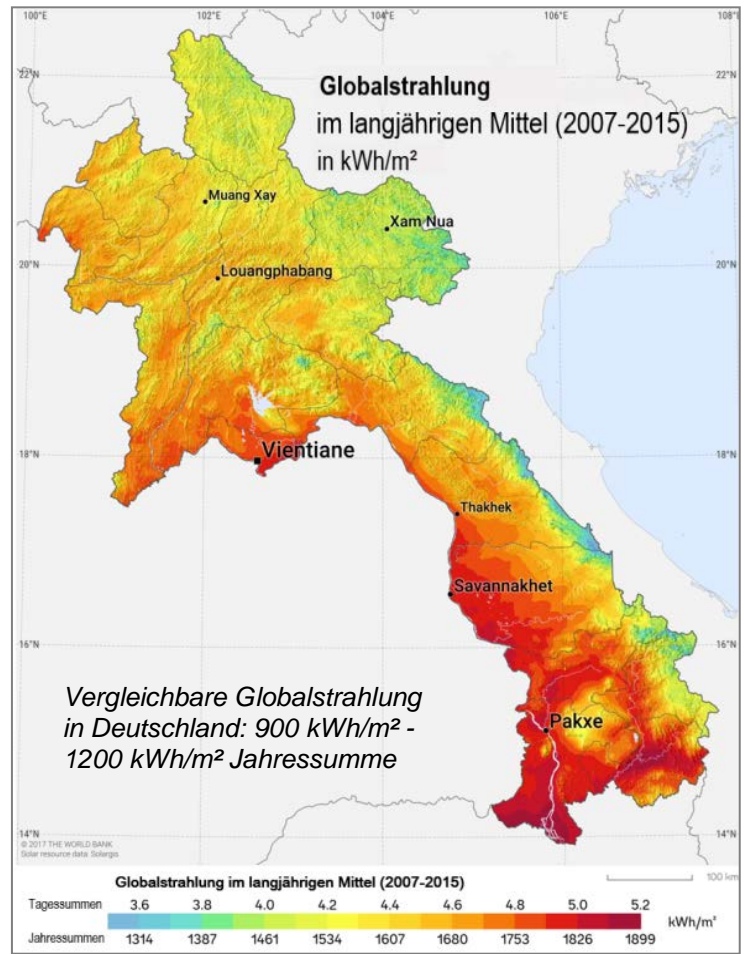 100°E 102°E 104°E 106°E 108°E
22°N
Globalstrahlung
im langjährigen Mittel (2007-2015)
in kWh/m²
Muang Xay
Xam Nua
20°N 20°N
Louangphabang
18°N 18°N
Vientiane
Thakhek
Savannakhet
16°N 16°N
Vergleichbare Globalstrahlung
in Deutschland: 900 kWh/m² -
1200 kWh/m² Jahressumme
Pakxe
14°N 14°N
© 2017 THE WORLD BANK
Solar resource data: Solargis
100 km
Globalstrahlung im langjährigen Mittel (2007-2015)
Tagessummen 3.6 3.8 4.0 4.2 4.4 4.6 4.8 5.0 5.2
kWh/m²
Jahressummen 1314 1387 1461 1534 1607 1680 1753 1826 1899